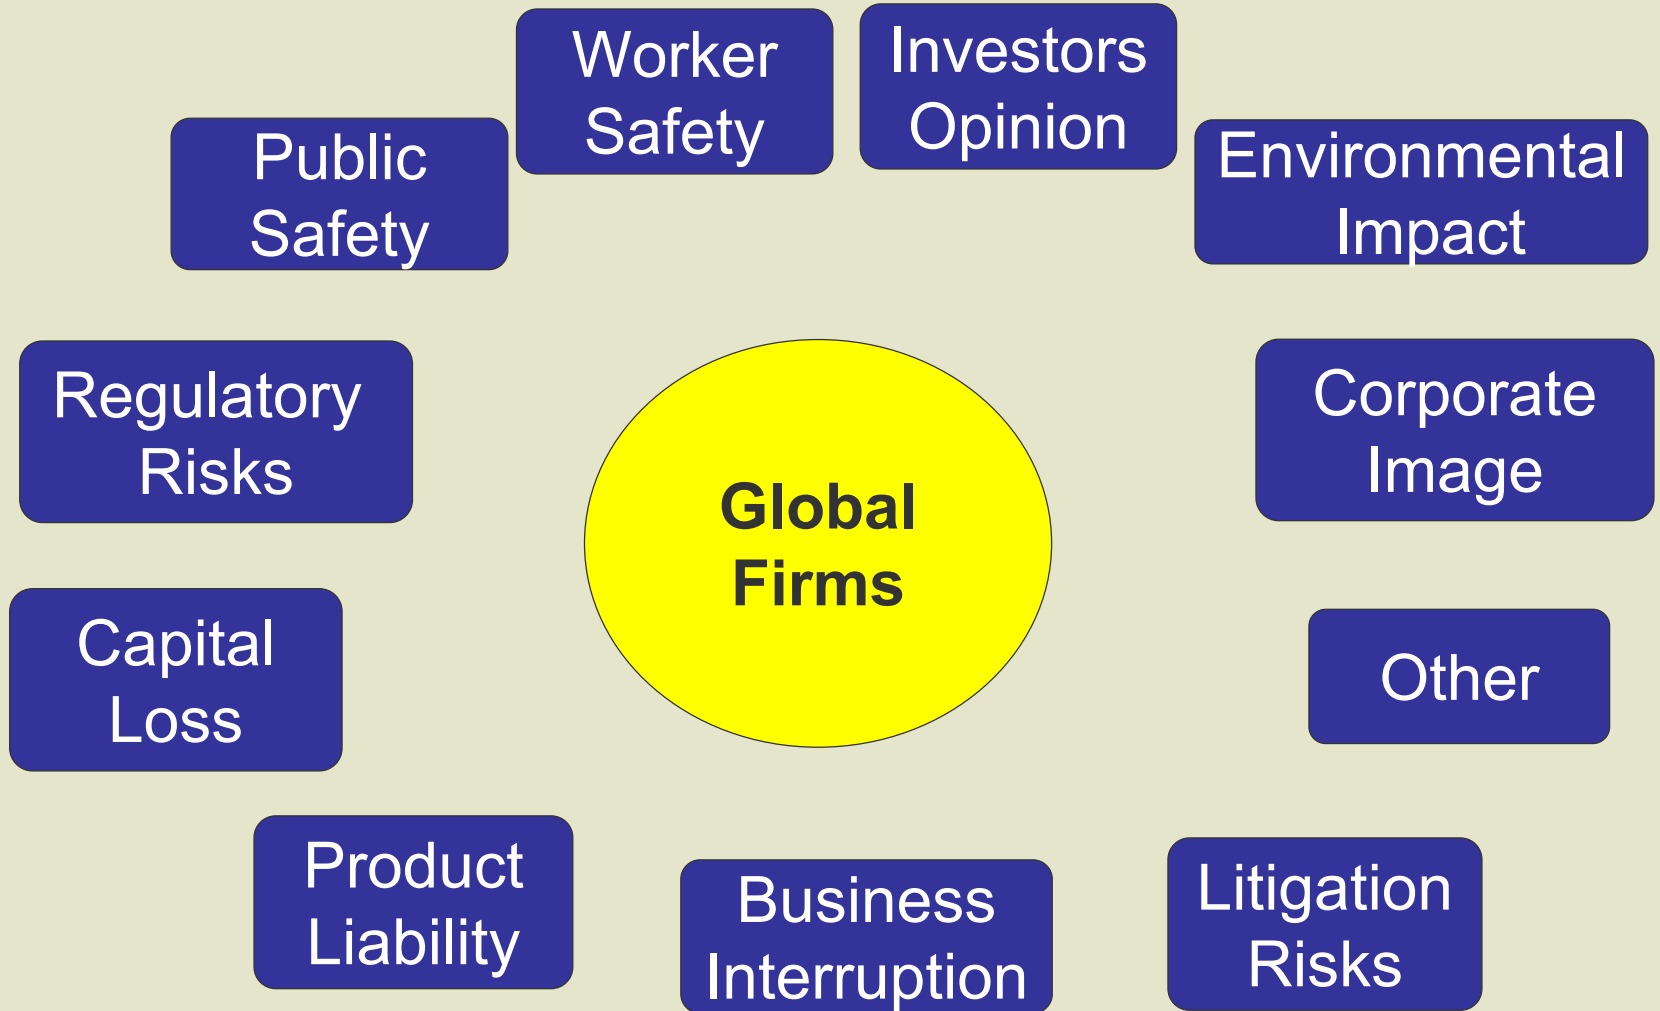 Worker
Safety
Investors
Opinion
Public
Safety
Environmental
Impact
Regulatory
Risks
Corporate
Image
Global
Firms
Capital
Loss
Other
Product
Liability
Business
Interruption
Litigation
Risks